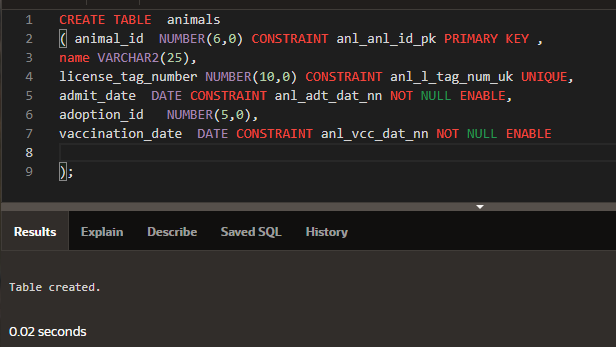 1 CREATE TABLE  animals
2 ( animal_id  NUMBER(6,0) CONSTRAINT anl_anl_id_pk PRIMARY KEY ,
3 name VARCHAR2(25),
4 license_tag_number NUMBER(10,0) CONSTRAINT anl_l_tag_num_uk UNIQUE,
5 admit_date  DATE CONSTRAINT anl_adt_dat_nn NOT NULL ENABLE,
6 adoption_id   NUMBER(5,0),
7 vaccination_date  DATE CONSTRAINT anl_vcc_dat_nn NOT NULL ENABLE
8
9 );
Results Explain Describe Saved SQL History
Table created.
0.02 seconds